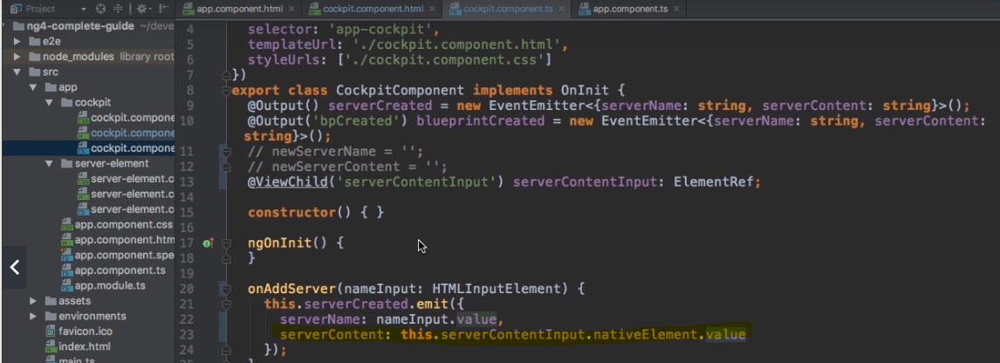 Project
app.component.html
cockpit.component.html
cockpit.component.ts
app.component.ts
ng4-complete-guide ~/deve
e2e
node_modules library root
src
app
cockpit
cockpit.compone
cockpit.compone
cockpit.compone
server-element
server-element.c
server-element.c
server-element.c
app.component.css
app.component.htm
app.component.spe
app.component.ts
app.module.ts
assets
environments
favicon.ico
index.html
main.ts
4 selector: 'app-cockpit',
5 templateUrl: './cockpit.component.html',
6 styleUrls: ['./cockpit.component.css']
7 })
8 export class CockpitComponent implements OnInit {
9 @Output() serverCreated = new EventEmitter<{serverName: string, serverContent: string}>();
10 @Output('bpCreated') blueprintCreated = new EventEmitter<{serverName: string, serverContent:
string}>();
11 // newServerName = '';
12 // newServerContent = '';
13 @ViewChild('serverContentInput') serverContentInput: ElementRef;
14
15 constructor() { }
16
17 ngOnInit() {
18 }
19
20 onAddServer(nameInput: HTMLInputElement) {
21 this.serverCreated.emit({
22 serverName: nameInput.value,
23 serverContent: this.serverContentInput.nativeElement.value
24 });